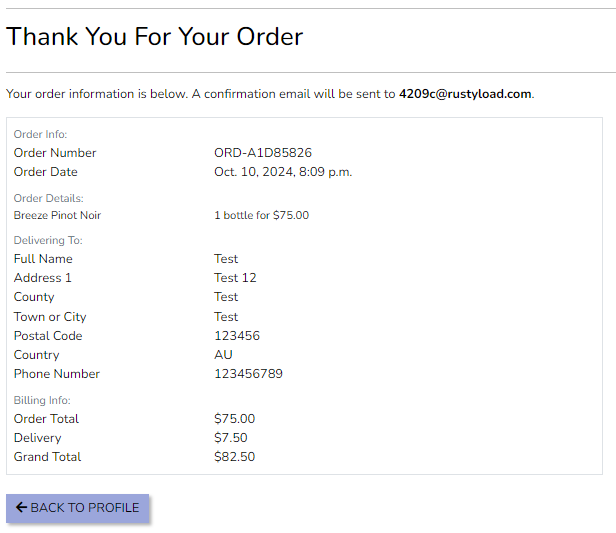 Thank You For Your Order
Your order information is below. A confirmation email will be sent to 4209c@rustyload.com.
Order Info:
Order Number ORD-A1D85826
Order Date Oct. 10, 2024, 8:09 p.m.
Order Details:
Breeze Pinot Noir 1 bottle for $75.00
Delivering To:
Full Name Test
Address 1 Test 12
County Test
Town or City Test
Postal Code 123456
Country AU
Phone Number 123456789
Billing Info:
Order Total $75.00
Delivery $7.50
Grand Total $82.50
BACK TO PROFILE